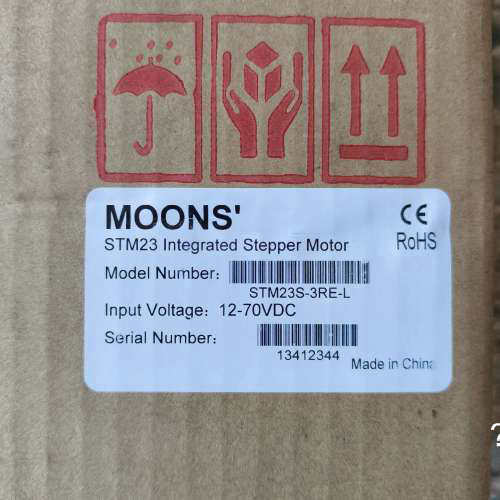 MOONS'
CE
STM23 Integrated Stepper Motor
RoHS
Model Number:
STM23S-3RE-L
Input Voltage: 12-70VDC
Serial Number:
13412344
Made in China
?